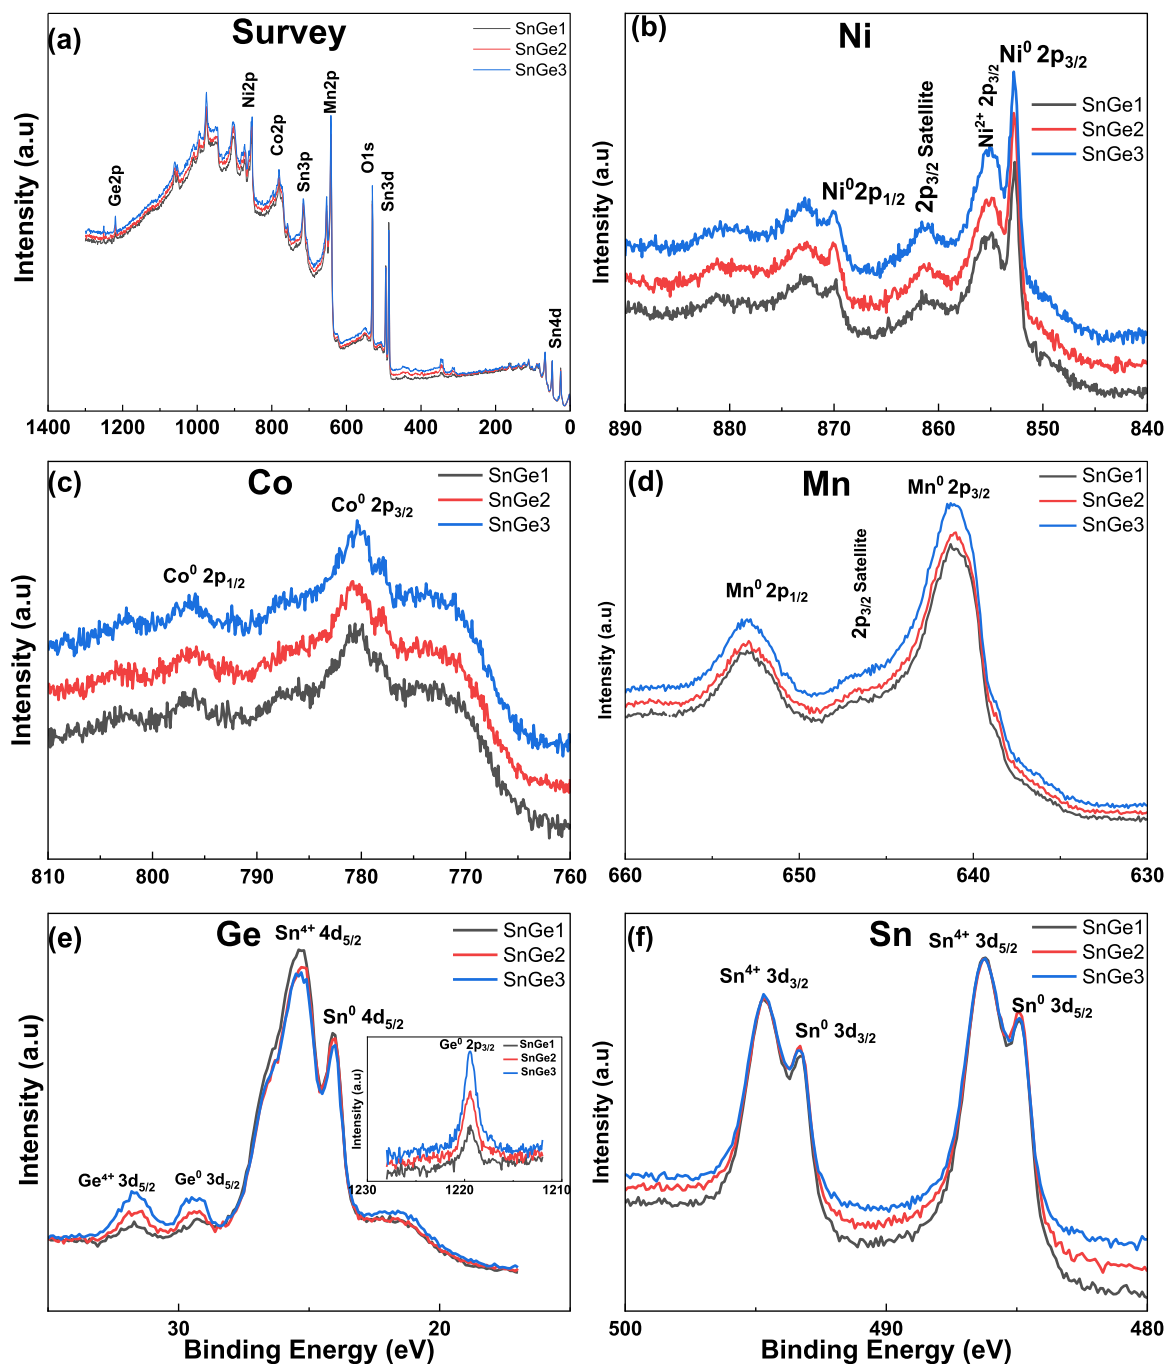 (a)
Survey
SnGe1
SnGe2
SnGe3
Ge2p
Ni2p
Co2p
Sn3p
Mn2p
O1s
Sn3d
Sn4d
Intensity (a.u)
1400 1200 1000 800 600 400 200 0
(b)
Ni
Ni⁰ 2p₃/₂
SnGe1
SnGe2
SnGe3
Ni⁰2p₁/₂
2p₃/₂ Satellite
Ni²⁺ 2p₃/₂
Intensity (a.u)
890 880 870 860 850 840
(c)
Co
SnGe1
SnGe2
SnGe3
Co⁰ 2p₃/₂
Co⁰ 2p₁/₂
Intensity (a.u)
810 800 790 780 770 760
(d)
Mn
SnGe1
SnGe2
SnGe3
Mn⁰ 2p₃/₂
2p₃/₂ Satellite
Mn⁰ 2p₁/₂
Intensity (a.u)
660 650 640 630
(e)
Ge
SnGe1
SnGe2
SnGe3
Sn⁴⁺ 4d₅/₂
Sn⁰ 4d₅/₂
Ge⁴⁺ 3d₅/₂
Ge⁰ 3d₅/₂
Ge⁰ 2p₃/₂
SnGe1
SnGe2
SnGe3
Intensity (a.u)
1230 1220 1210
Intensity (a.u)
30 20
Binding Energy (eV)
(f)
Sn
SnGe1
SnGe2
SnGe3
Sn⁴⁺ 3d₅/₂
Sn⁴⁺ 3d₃/₂
Sn⁰ 3d₅/₂
Sn⁰ 3d₃/₂
Intensity (a.u)
500 490 480
Binding Energy (eV)